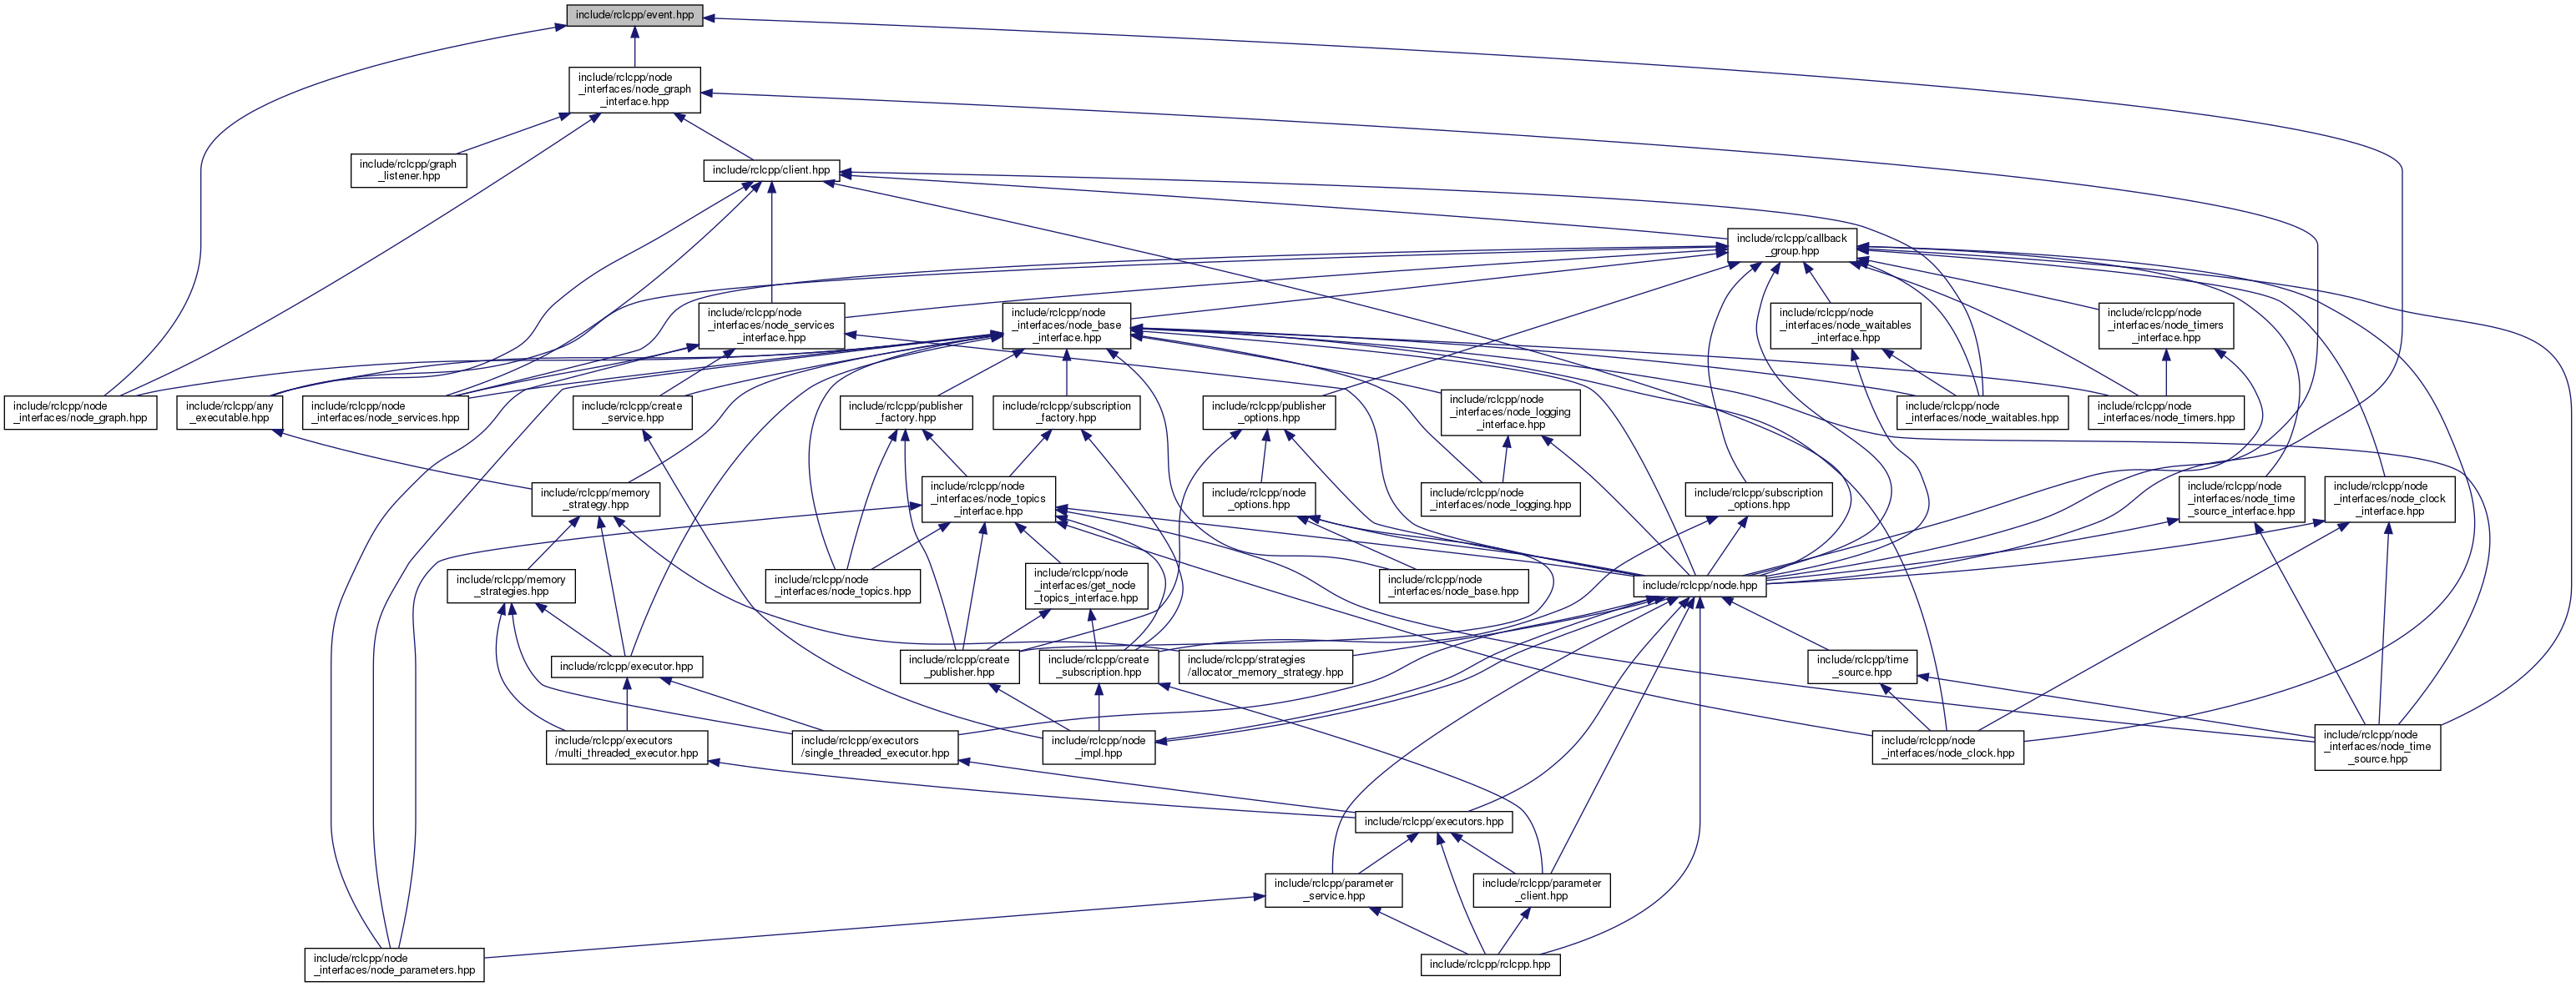 include/rclcpp/event.hpp
include/rclcpp/node
_interfaces/node_graph
_interface.hpp
include/rclcpp/graph
_listener.hpp
include/rclcpp/client.hpp
include/rclcpp/callback
_group.hpp
include/rclcpp/node
_interfaces/node_services
_interface.hpp
include/rclcpp/node
_interfaces/node_base
_interface.hpp
include/rclcpp/node
_interfaces/node_waitables
_interface.hpp
include/rclcpp/node
_interfaces/node_timers
_interface.hpp
include/rclcpp/node
_interfaces/node_graph.hpp
include/rclcpp/any
_executable.hpp
include/rclcpp/node
_interfaces/node_services.hpp
include/rclcpp/create
_service.hpp
include/rclcpp/publisher
_factory.hpp
include/rclcpp/subscription
_factory.hpp
include/rclcpp/publisher
_options.hpp
include/rclcpp/node
_interfaces/node_logging
_interface.hpp
include/rclcpp/node
_interfaces/node_waitables.hpp
include/rclcpp/node
_interfaces/node_timers.hpp
include/rclcpp/memory
_strategy.hpp
include/rclcpp/node
_interfaces/node_topics
_interface.hpp
include/rclcpp/node
_options.hpp
include/rclcpp/node
_interfaces/node_logging.hpp
include/rclcpp/subscription
_options.hpp
include/rclcpp/node
_interfaces/node_time
_source_interface.hpp
include/rclcpp/node
_interfaces/node_clock
_interface.hpp
include/rclcpp/memory
_strategies.hpp
include/rclcpp/node
_interfaces/node_topics.hpp
include/rclcpp/node
_interfaces/get_node
_topics_interface.hpp
include/rclcpp/node
_interfaces/node_base.hpp
include/rclcpp/node.hpp
include/rclcpp/executor.hpp
include/rclcpp/create
_publisher.hpp
include/rclcpp/create
_subscription.hpp
include/rclcpp/strategies
/allocator_memory_strategy.hpp
include/rclcpp/time
_source.hpp
include/rclcpp/executors
/multi_threaded_executor.hpp
include/rclcpp/executors
/single_threaded_executor.hpp
include/rclcpp/node
_impl.hpp
include/rclcpp/node
_interfaces/node_clock.hpp
include/rclcpp/node
_interfaces/node_time
_source.hpp
include/rclcpp/executors.hpp
include/rclcpp/parameter
_service.hpp
include/rclcpp/parameter
_client.hpp
include/rclcpp/node
_interfaces/node_parameters.hpp
include/rclcpp/rclcpp.hpp